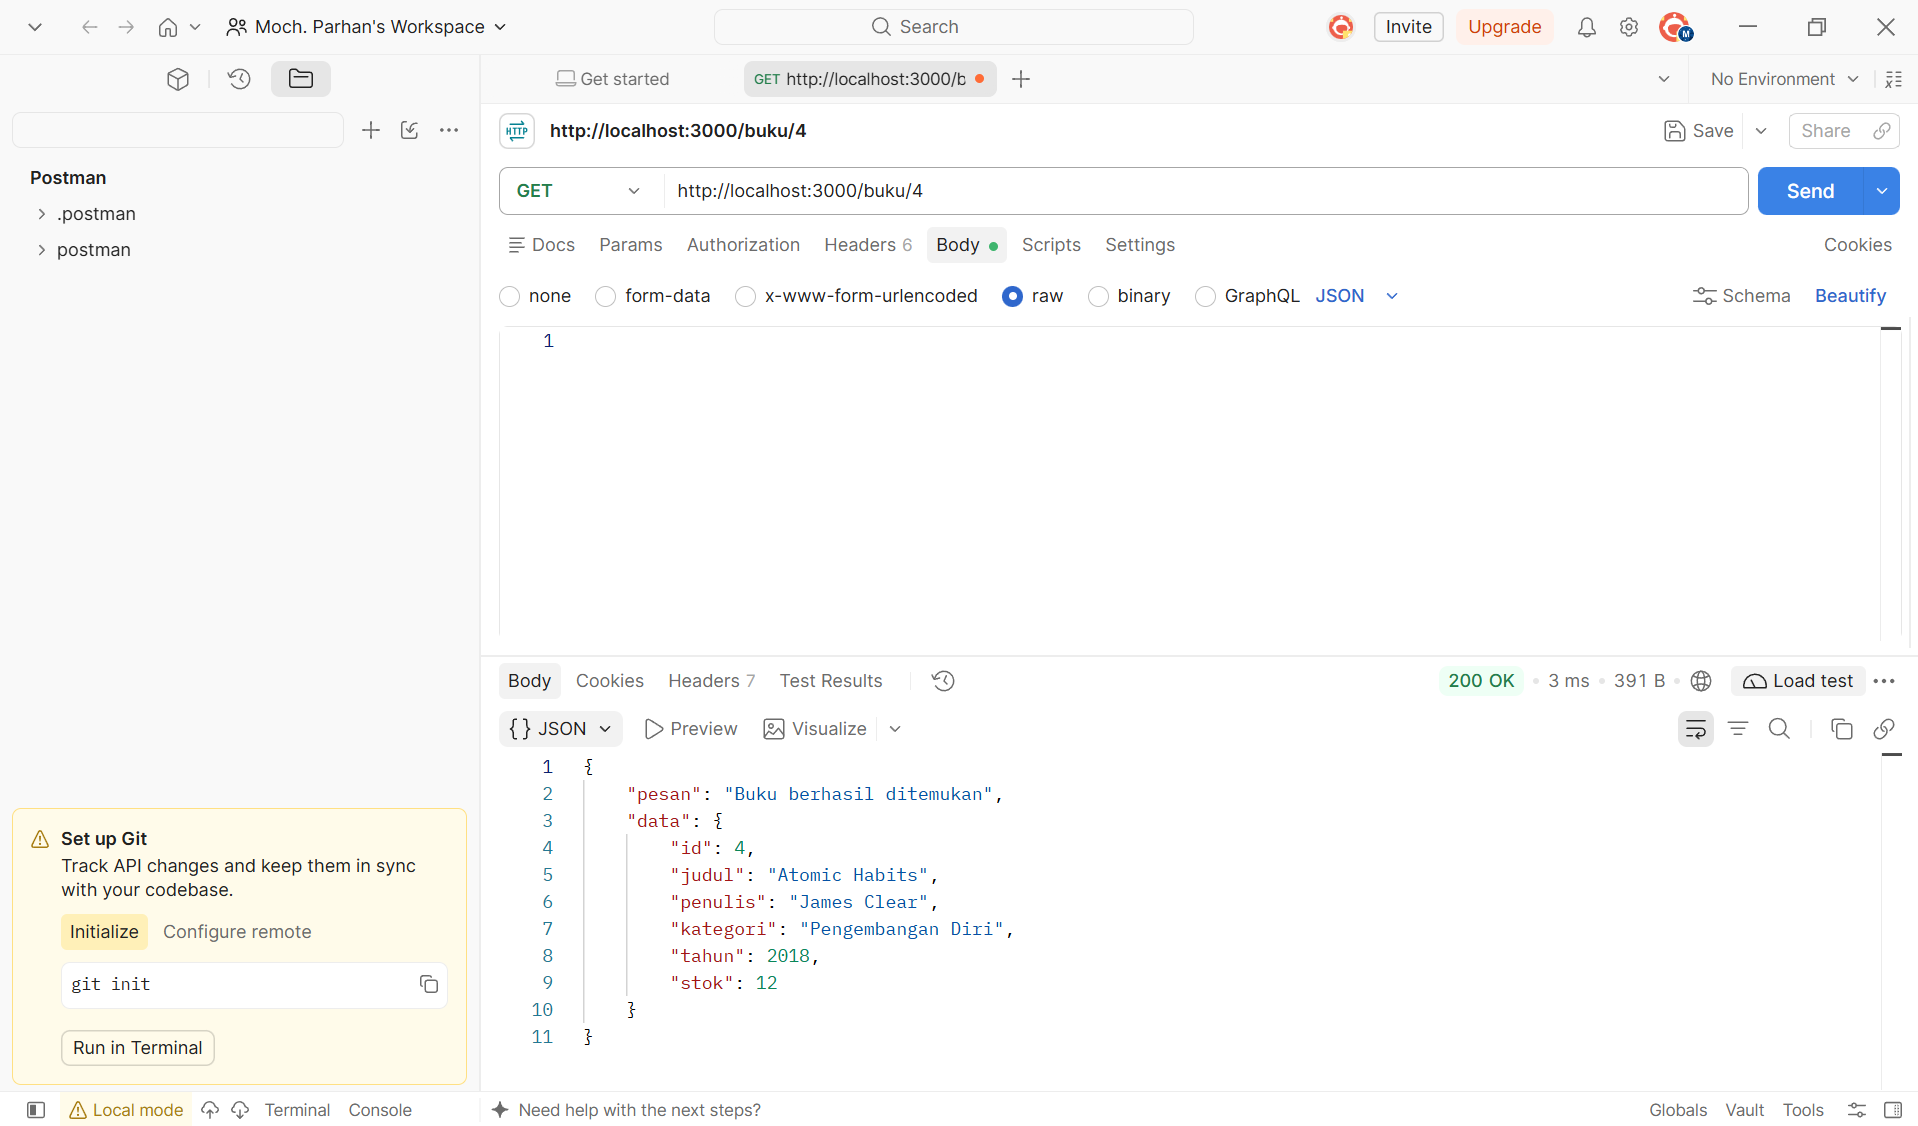 Moch. Parhan's Workspace
Search
Invite
Upgrade
M
Get started
GET http://localhost:3000/b
No Environment
HTTP
http://localhost:3000/buku/4
Save
Share
Postman
.postman
postman
GET
http://localhost:3000/buku/4
Send
Docs
Params
Authorization
Headers 6
Body
Scripts
Settings
Cookies
none
form-data
x-www-form-urlencoded
raw
binary
GraphQL
JSON
Schema
Beautify
1
Body
Cookies
Headers 7
Test Results
200 OK
3 ms
391 B
Load test
{} JSON
Preview
Visualize
1 {
2 "pesan": "Buku berhasil ditemukan",
3 "data": {
4 "id": 4,
5 "judul": "Atomic Habits",
6 "penulis": "James Clear",
7 "kategori": "Pengembangan Diri",
8 "tahun": 2018,
9 "stok": 12
10 }
11 }
Set up Git
Track API changes and keep them in sync
with your codebase.
Initialize
Configure remote
git init
Run in Terminal
Local mode
Terminal
Console
Need help with the next steps?
Globals
Vault
Tools